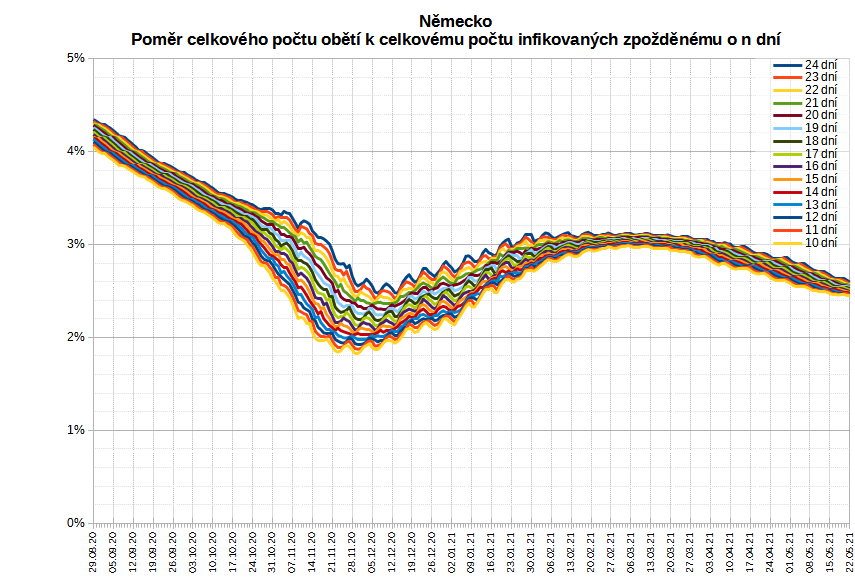 Německo
Poměr celkového počtu obětí k celkovému počtu infikovaných zpožděnému o n dní
5%
4%
3%
2%
1%
0%
24 dní
23 dní
22 dní
21 dní
20 dní
19 dní
18 dní
17 dní
16 dní
15 dní
14 dní
13 dní
12 dní
11 dní
10 dní
29.08.20
05.09.20
12.09.20
19.09.20
26.09.20
03.10.20
10.10.20
17.10.20
24.10.20
31.10.20
07.11.20
14.11.20
21.11.20
28.11.20
05.12.20
12.12.20
19.12.20
26.12.20
02.01.21
09.01.21
16.01.21
23.01.21
30.01.21
06.02.21
13.02.21
20.02.21
27.02.21
06.03.21
13.03.21
20.03.21
27.03.21
03.04.21
10.04.21
17.04.21
24.04.21
01.05.21
08.05.21
15.05.21
22.05.21